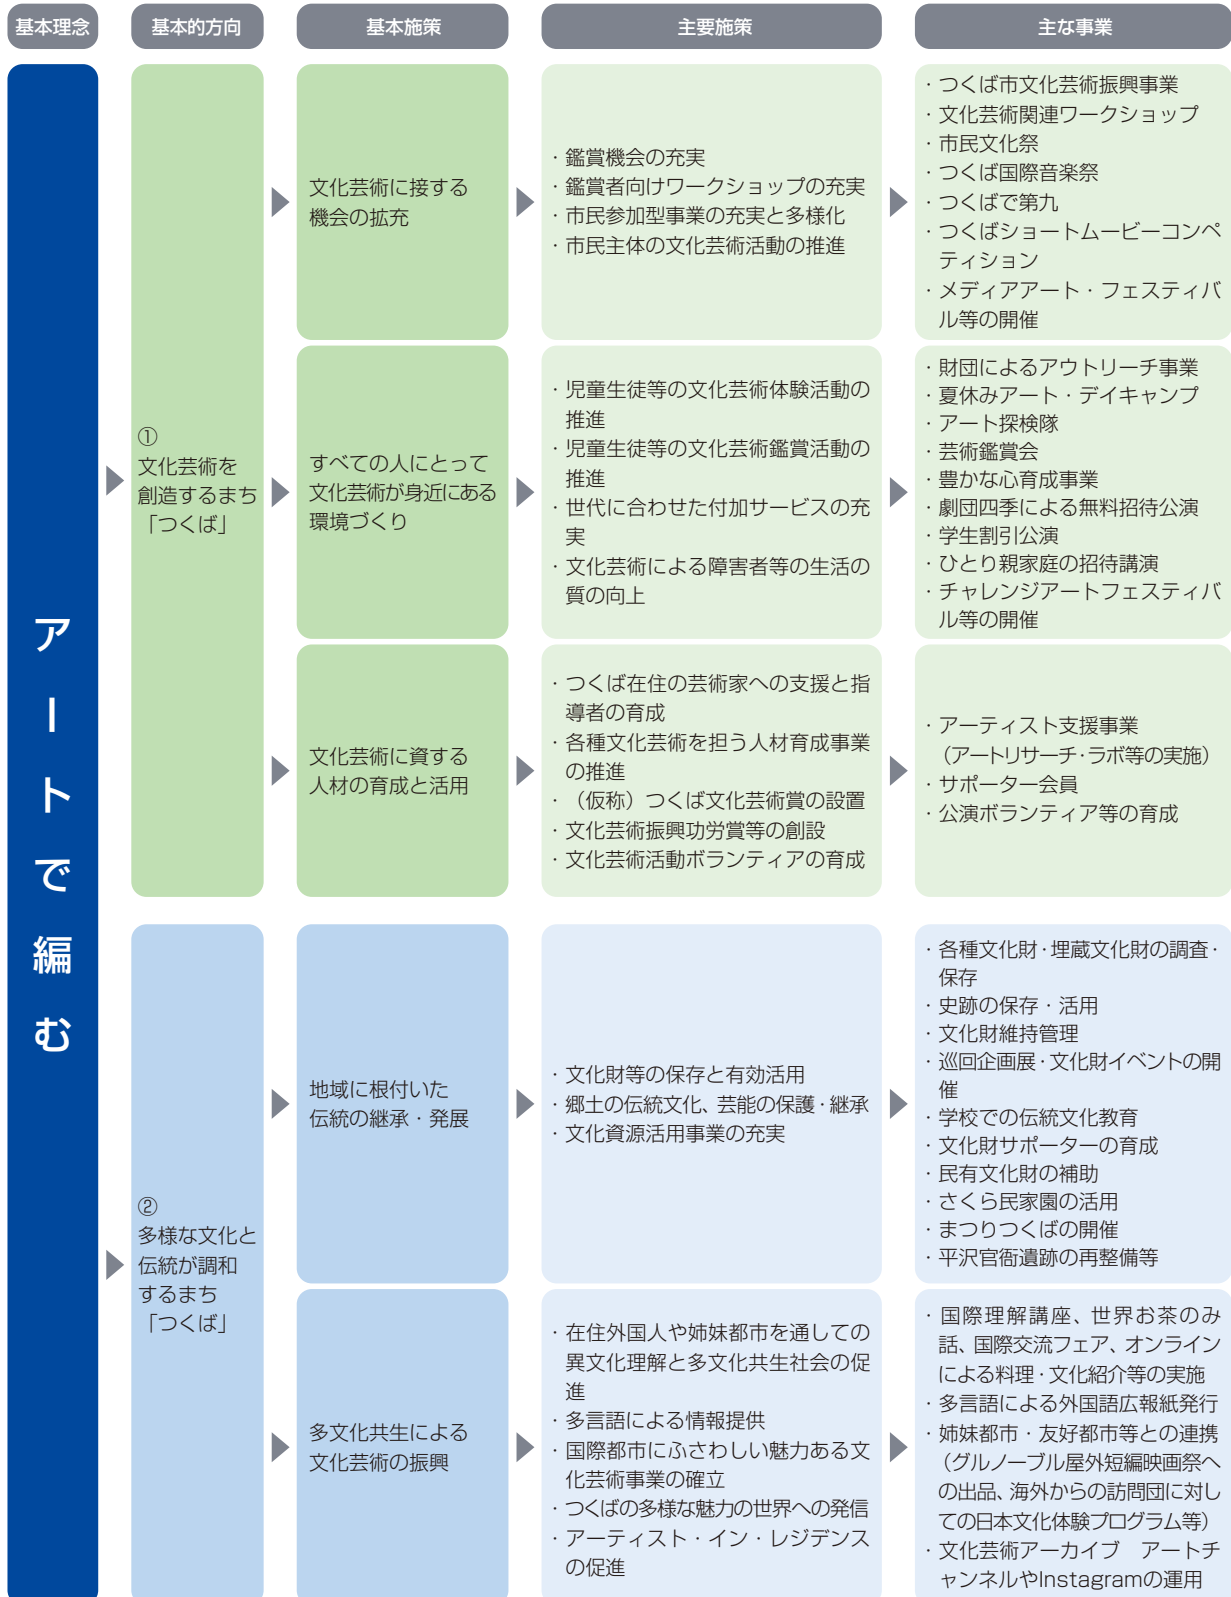 基本理念
基本的方向
基本施策
主要施策
主な事業
アートで編む
①
文化芸術を
創造するまち
「つくば」
文化芸術に接する
機会の拡充
・鑑賞機会の充実
・鑑賞者向けワークショップの充実
・市民参加型事業の充実と多様化
・市民主体の文化芸術活動の推進
・つくば市文化芸術振興事業
・文化芸術関連ワークショップ
・市民文化祭
・つくば国際音楽祭
・つくばで第九
・つくばショートムービーコンペ
ティション
・メディアアート・フェスティバ
ル等の開催
すべての人にとって
文化芸術が身近にある
環境づくり
・児童生徒等の文化芸術体験活動の
推進
・児童生徒等の文化芸術鑑賞活動の
推進
・世代に合わせた付加サービスの充
実
・文化芸術による障害者等の生活の
質の向上
・財団によるアウトリーチ事業
・夏休みアート・デイキャンプ
・アート探検隊
・芸術鑑賞会
・豊かな心育成事業
・劇団四季による無料招待公演
・学生割引公演
・ひとり親家庭の招待講演
・チャレンジアートフェスティバ
ル等の開催
文化芸術に資する
人材の育成と活用
・つくば在住の芸術家への支援と指
導者の育成
・各種文化芸術を担う人材育成事業
の推進
・（仮称）つくば文化芸術賞の設置
・文化芸術振興功労賞等の創設
・文化芸術活動ボランティアの育成
・アーティスト支援事業
（アートリサーチ・ラボ等の実施）
・サポーター会員
・公演ボランティア等の育成
②
多様な文化と
伝統が調和
するまち
「つくば」
地域に根付いた
伝統の継承・発展
・文化財等の保存と有効活用
・郷土の伝統文化、芸能の保護・継承
・文化資源活用事業の充実
・各種文化財・埋蔵文化財の調査・
保存
・史跡の保存・活用
・文化財維持管理
・巡回企画展・文化財イベントの開
催
・学校での伝統文化教育
・文化財サポーターの育成
・民有文化財の補助
・さくら民家園の活用
・まつりつくばの開催
・平沢官衙遺跡の再整備等
多文化共生による
文化芸術の振興
・在住外国人や姉妹都市を通しての
異文化理解と多文化共生社会の促
進
・多言語による情報提供
・国際都市にふさわしい魅力ある文
化芸術事業の確立
・つくばの多様な魅力の世界への発信
・アーティスト・イン・レジデンス
の促進
・国際理解講座、世界お茶のみ
話、国際交流フェア、オンライン
による料理・文化紹介等の実施
・多言語による外国語広報紙発行
・姉妹都市・友好都市等との連携
（グルノーブル屋外短編映画祭へ
の出品、海外からの訪問団に対し
ての日本文化体験プログラム等）
・文化芸術アーカイブ　アートチ
ャンネルやInstagramの運用